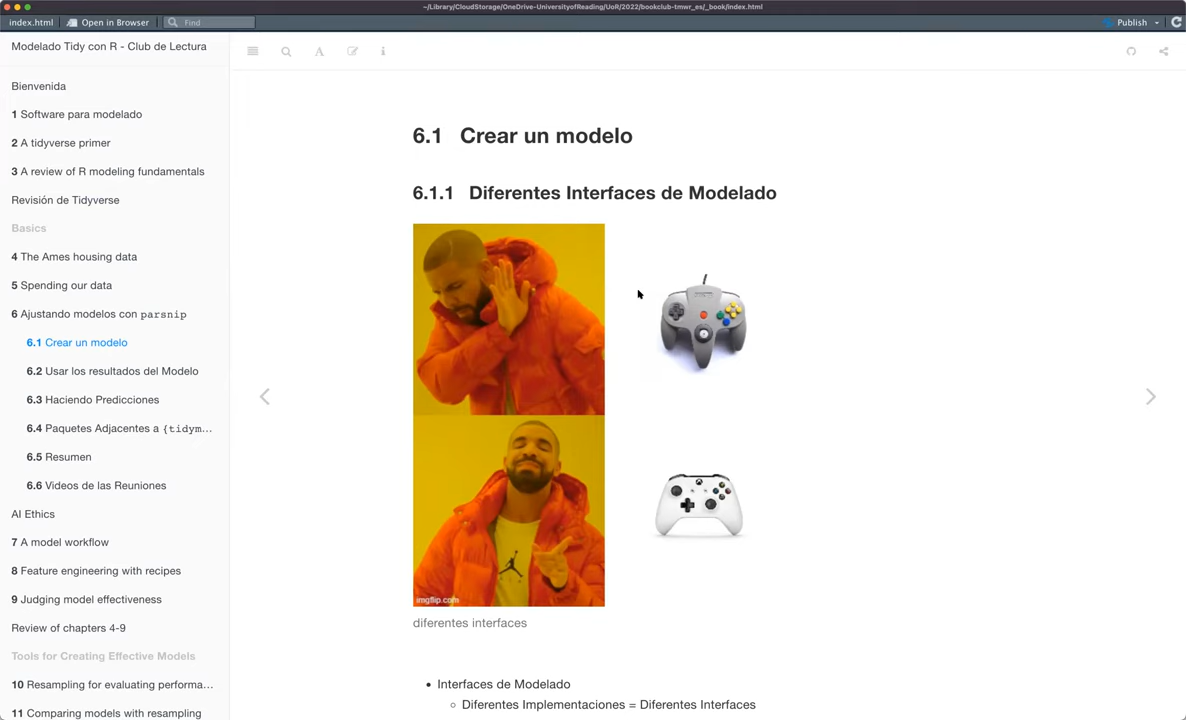 ~/Library/CloudStorage/OneDrive-UniversityofReading/UoR/2022/bookclub-tmwr_es/_book/index.html
index.html
Open in Browser
Find
Publish
Modelado Tidy con R - Club de Lectura
Bienvenida
1 Software para modelado
2 A tidyverse primer
3 A review of R modeling fundamentals
Revisión de Tidyverse
Basics
4 The Ames housing data
5 Spending our data
6 Ajustando modelos con parsnip
6.1 Crear un modelo
6.2 Usar los resultados del Modelo
6.3 Haciendo Predicciones
6.4 Paquetes Adjacentes a {tidym...
6.5 Resumen
6.6 Videos de las Reuniones
AI Ethics
7 A model workflow
8 Feature engineering with recipes
9 Judging model effectiveness
Review of chapters 4-9
Tools for Creating Effective Models
10 Resampling for evaluating performa...
11 Comparing models with resampling
A
i
6.1 Crear un modelo
6.1.1 Diferentes Interfaces de Modelado
imgflip.com
diferentes interfaces
• Interfaces de Modelado
◦ Diferentes Implementaciones = Diferentes Interfaces